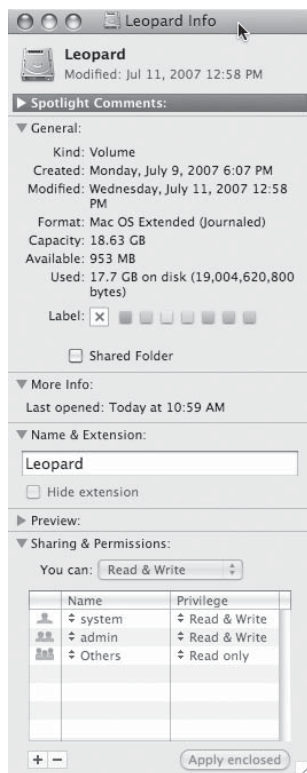 Leopard Info
Leopard
Modified: Jul 11, 2007 12:58 PM
Spotlight Comments:
General:
Kind: Volume
Created: Monday, July 9, 2007 6:07 PM
Modified: Wednesday, July 11, 2007 12:58
PM
Format: Mac OS Extended (Journaled)
Capacity: 18.63 GB
Available: 953 MB
Used: 17.7 GB on disk (19,004,620,800
bytes)
Label:
Shared Folder
More Info:
Last opened: Today at 10:59 AM
Name & Extension:
Leopard
Hide extension
Preview:
Sharing & Permissions:
You can: Read & Write
Name Privilege
system Read & Write
admin Read & Write
Others Read only
+ − Apply enclosed